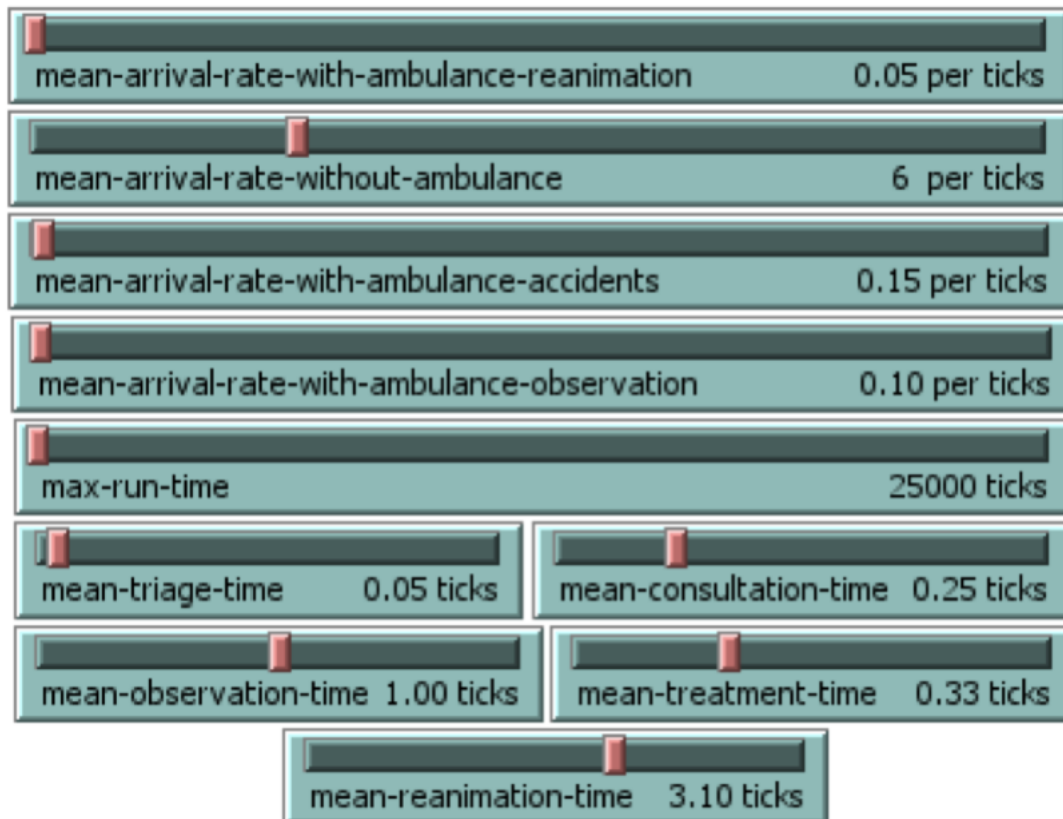 mean-arrival-rate-with-ambulance-reanimation 0.05 per ticks
mean-arrival-rate-without-ambulance 6 per ticks
mean-arrival-rate-with-ambulance-accidents 0.15 per ticks
mean-arrival-rate-with-ambulance-observation 0.10 per ticks
max-run-time 25000 ticks
mean-triage-time 0.05 ticks mean-consultation-time 0.25 ticks
mean-observation-time 1.00 ticks mean-treatment-time 0.33 ticks
mean-reanimation-time 3.10 ticks